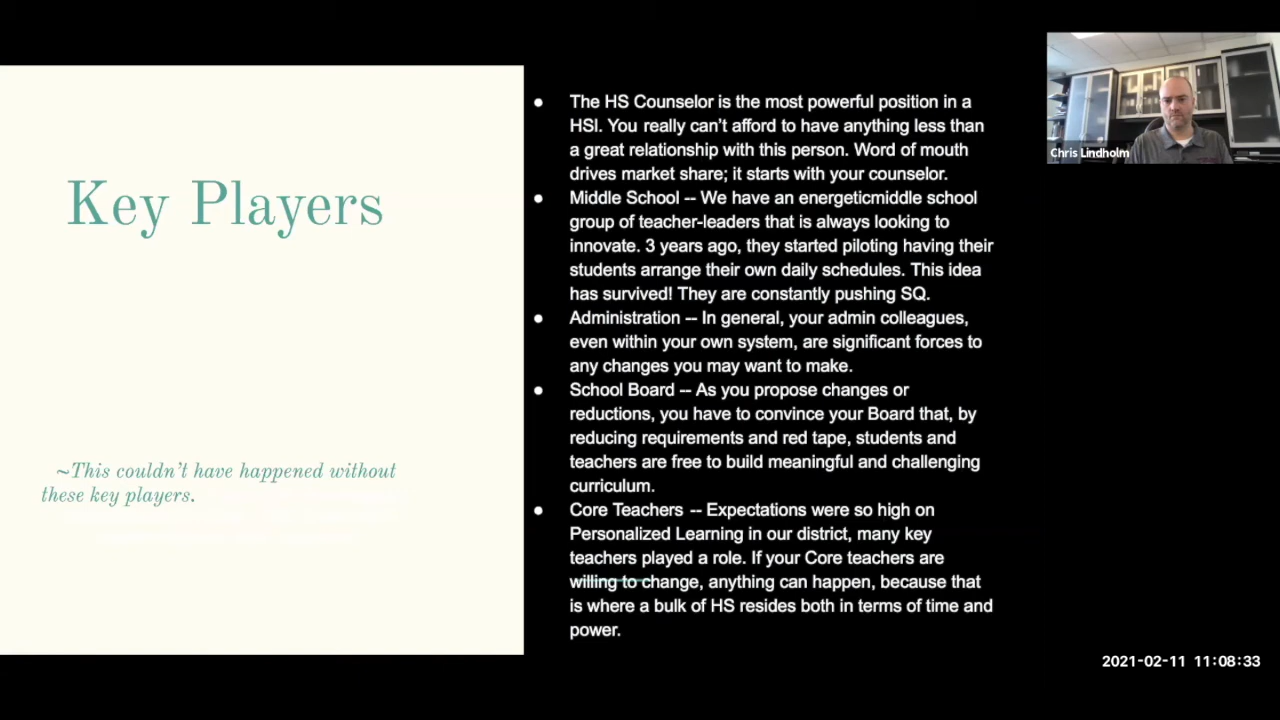 Key Players
~This couldn't have happened without
these key players.
● The HS Counselor is the most powerful position in a
HSl. You really can't afford to have anything less than
a great relationship with this person. Word of mouth
drives market share; it starts with your counselor.
● Middle School -- We have an energeticmiddle school
group of teacher-leaders that is always looking to
innovate. 3 years ago, they started piloting having their
students arrange their own daily schedules. This idea
has survived! They are constantly pushing SQ.
● Administration -- In general, your admin colleagues,
even within your own system, are significant forces to
any changes you may want to make.
● School Board -- As you propose changes or
reductions, you have to convince your Board that, by
reducing requirements and red tape, students and
teachers are free to build meaningful and challenging
curriculum.
● Core Teachers -- Expectations were so high on
Personalized Learning in our district, many key
teachers played a role. If your Core teachers are
willing to change, anything can happen, because that
is where a bulk of HS resides both in terms of time and
power.
Chris Lindholm
2021-02-11 11:08:33